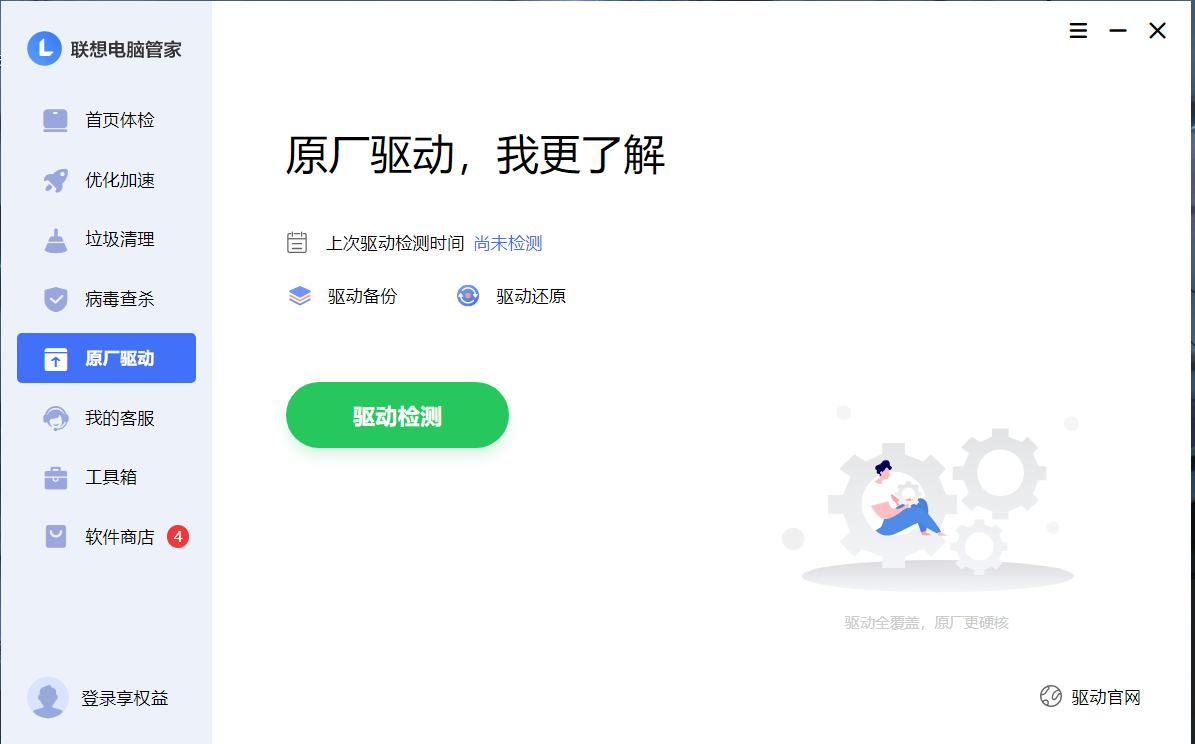 联想电脑管家
首页体检
优化加速
垃圾清理
病毒查杀
原厂驱动
我的客服
工具箱
软件商店 4
登录享权益
原厂驱动，我更了解
上次驱动检测时间 尚未检测
驱动备份 驱动还原
驱动检测
驱动全覆盖，原厂更硬核
驱动官网